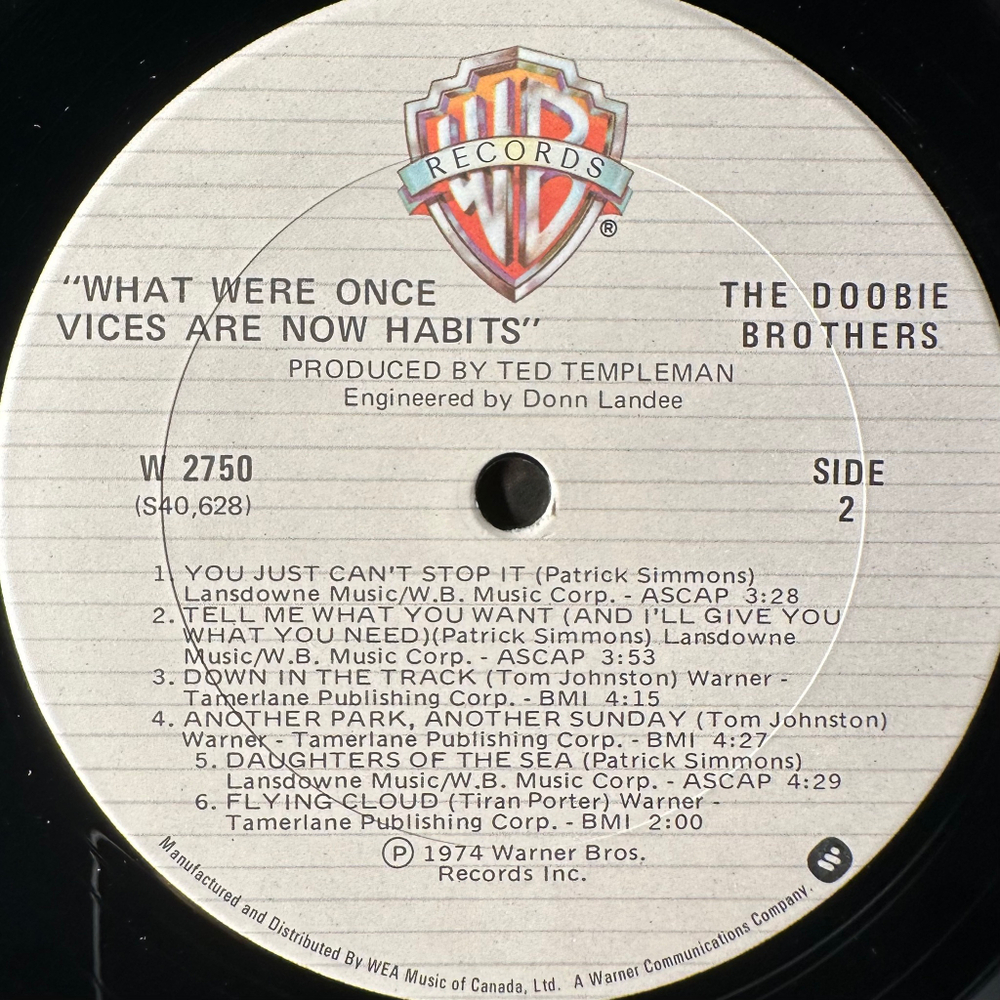 WB
RECORDS
®
"WHAT WERE ONCE
VICES ARE NOW HABITS"
THE DOOBIE
BROTHERS
PRODUCED BY TED TEMPLEMAN
Engineered by Donn Landee
W 2750
(S40,628)
SIDE
2
1. YOU JUST CAN'T STOP IT (Patrick Simmons)
Lansdowne Music/W.B. Music Corp. - ASCAP 3:28
2. TELL ME WHAT YOU WANT (AND I'LL GIVE YOU
WHAT YOU NEED)(Patrick Simmons) Lansdowne
Music/W.B. Music Corp. - ASCAP 3:53
3. DOWN IN THE TRACK (Tom Johnston) Warner -
Tamerlane Publishing Corp. - BMI 4:15
4. ANOTHER PARK, ANOTHER SUNDAY (Tom Johnston)
Warner - Tamerlane Publishing Corp. - BMI 4:27
5. DAUGHTERS OF THE SEA (Patrick Simmons)
Lansdowne Music/W.B. Music Corp. - ASCAP 4:29
6. FLYING CLOUD (Tiran Porter) Warner -
Tamerlane Publishing Corp. - BMI 2:00
Ⓟ 1974 Warner Bros.
Records Inc.
Manufactured and Distributed By WEA Music of Canada, Ltd. A Warner Communications Company.